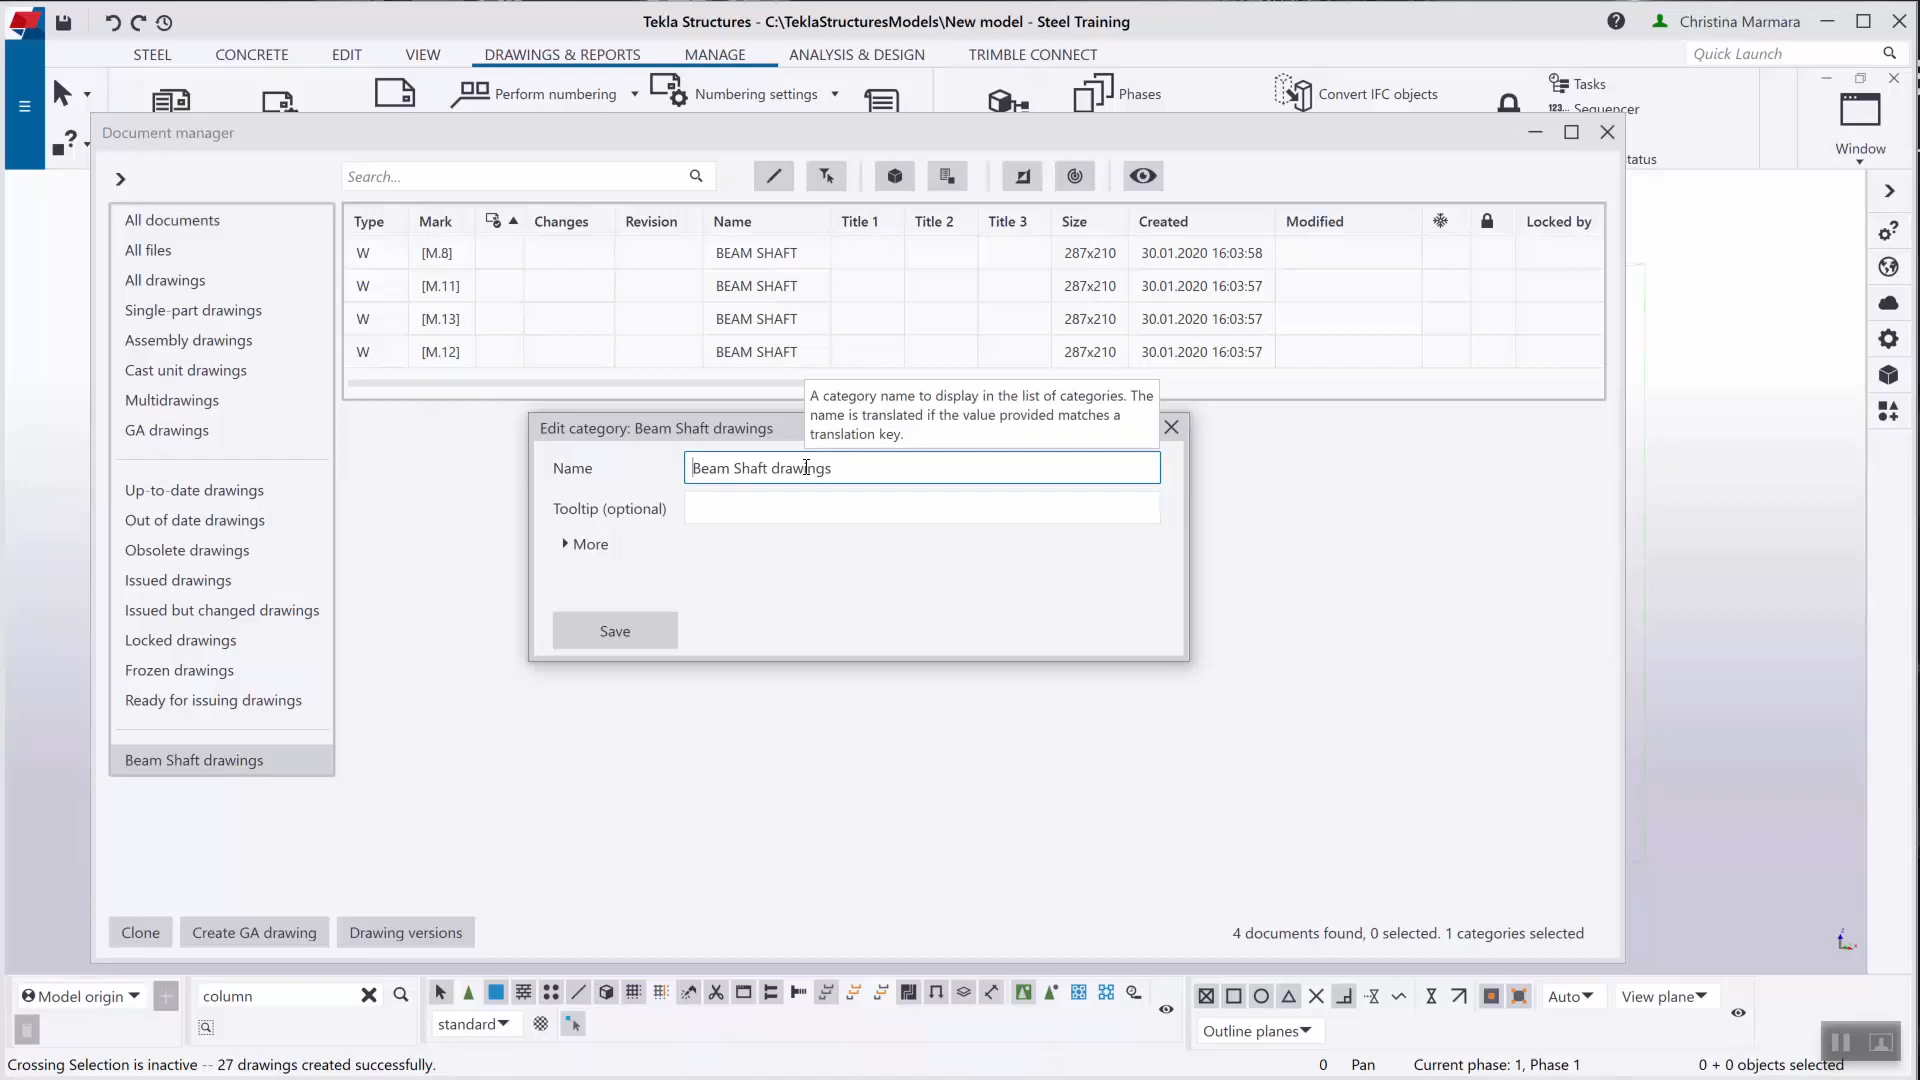 Tekla Structures - C:\TeklaStructuresModels\New model - Steel Training
Christina Marmara
STEEL CONCRETE EDIT VIEW DRAWINGS & REPORTS MANAGE ANALYSIS & DESIGN TRIMBLE CONNECT
Quick Launch
Perform numbering Numbering settings Phases Convert IFC objects Tasks
123... Sequencer
Window
status
Document manager
Search...
All documents
All files
All drawings
Single-part drawings
Assembly drawings
Cast unit drawings
Multidrawings
GA drawings
Up-to-date drawings
Out of date drawings
Obsolete drawings
Issued drawings
Issued but changed drawings
Locked drawings
Frozen drawings
Ready for issuing drawings
Beam Shaft drawings
Type Mark Changes Revision Name Title 1 Title 2 Title 3 Size Created Modified Locked by
W [M.8] BEAM SHAFT 287x210 30.01.2020 16:03:58
W [M.11] BEAM SHAFT 287x210 30.01.2020 16:03:57
W [M.13] BEAM SHAFT 287x210 30.01.2020 16:03:57
W [M.12] BEAM SHAFT 287x210 30.01.2020 16:03:57
A category name to display in the list of categories. The
name is translated if the value provided matches a
translation key.
Edit category: Beam Shaft drawings
Name Beam Shaft drawings
Tooltip (optional)
More
Save
Clone Create GA drawing Drawing versions
4 documents found, 0 selected. 1 categories selected
Model origin column
standard
Auto View plane
Outline planes
Crossing Selection is inactive -- 27 drawings created successfully.
0 Pan Current phase: 1, Phase 1 0 + 0 objects selected